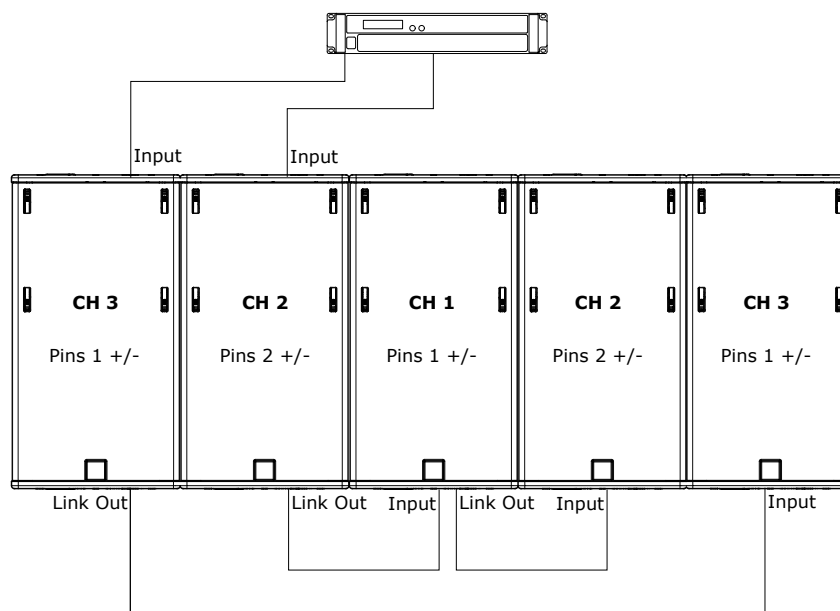 Input Input
CH 3 CH 2 CH 1 CH 2 CH 3
Pins 1 +/- Pins 2 +/- Pins 1 +/- Pins 2 +/- Pins 1 +/-
Link Out Link Out Input Link Out Input Input